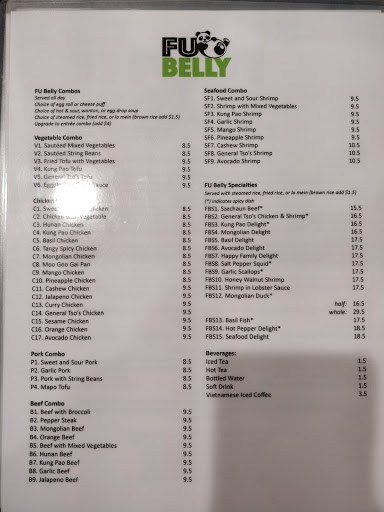 FU
BELLY
FU Belly Combos
Served all day
Choice of egg roll or cheese puff
Choice of hot & sour, wonton, or egg drop soup
Choice of steamed rice, fried rice, or lo mein (brown rice add $1.5)
Upgrade to entrée combo (add $4)
Vegetable Combo
V1. Sautéed Mixed Vegetables 8.5
V2. Sautéed String Beans 8.5
V3. Fried Tofu with Vegetables 8.5
V4. Kung Pao Tofu 8.5
V5. General Tso's Tofu 8.5
V6. Sauce 8.5
Chicken
C1. Sweet Chicken 8.5
C2. Chicken with Vegetable 8.5
C3. Hunan Chicken 8.5
C4. Kung Pao Chicken 8.5
C5. Basil Chicken 8.5
C6. Tangy Spicy Chicken 8.5
C7. Mongolian Chicken 8.5
C8. Moo Goo Gai Pan 8.5
C9. Mango Chicken 8.5
C10. Pineapple Chicken 8.5
C11. Cashew Chicken 9.5
C12. Jalapeno Chicken 9.5
C13. Curry Chicken 9.5
C14. General Tso's Chicken 9.5
C15. Sesame Chicken 9.5
C16. Orange Chicken 9.5
C17. Avocado Chicken 9.5
Pork Combo
P1. Sweet and Sour Pork 8.5
P2. Garlic Pork 8.5
P3. Pork with String Beans 8.5
P4. Mapo Tofu 8.5
Beef Combo
B1. Beef with Broccoli 9.5
B2. Pepper Steak 9.5
B3. Mongolian Beef 9.5
B4. Orange Beef 9.5
B5. Beef with Mixed Vegetables 9.5
B6. Hunan Beef 9.5
B7. Kung Pao Beef 9.5
B8. Garlic Beef 9.5
B9. Jalapeno Beef 9.5
Seafood Combo
SF1. Sweet and Sour Shrimp 9.5
SF2. Shrimp with Mixed Vegetables 9.5
SF3. Kung Pao Shrimp 9.5
SF4. Garlic Shrimp 9.5
SF5. Mango Shrimp 9.5
SF6. Pineapple Shrimp 9.5
SF7. Cashew Shrimp 10.5
SF8. General Tso's Shrimp 10.5
SF9. Avocado Shrimp 10.5
FU Belly Specialties
Served with steamed rice, fried rice, or lo mein (brown rice add $1.5)
(*) indicates spicy dish
FBS1. Szechaun Beef* 15.5
FBS2. General Tso's Chicken & Shrimp* 16.5
FBS3. Kung Pao Delight* 16.5
FBS4. Mongolian Delight 16.5
FBS5. Basil Delight 17.5
FBS6. Avocado Delight 17.5
FBS7. Happy Family Delight 17.5
FBS8. Salt Pepper Squid* 17.5
FBS9. Garlic Scallops* 17.5
FBS10. Honey Walnut Shrimp 17.5
FBS11. Shrimp in Lobster Sauce 17.5
FBS12. Mongolian Duck*
half: 16.5
whole: 29.5
FBS13. Basil Fish* 17.5
FBS14. Hot Pepper Delight* 18.5
FBS15. Seafood Delight 18.5
Beverages:
Iced Tea 1.5
Hot Tea 1.5
Bottled Water 1.5
Soft Drink 1.5
Vietnamese Iced Coffee 3.5